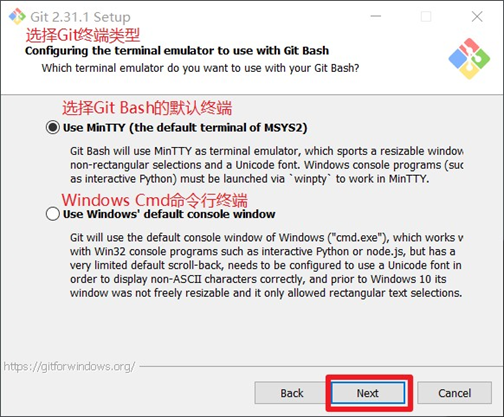 Git 2.31.1 Setup
选择Git终端类型
Configuring the terminal emulator to use with Git Bash
Which terminal emulator do you want to use with your Git Bash?
选择Git Bash的默认终端
Use MinTTY (the default terminal of MSYS2)
Git Bash will use MinTTY as terminal emulator, which sports a resizable window
non-rectangular selections and a Unicode font. Windows console programs (suc
as interactive Python) must be launched via `winpty` to work in MinTTY.
Windows Cmd命令行终端
Use Windows' default console window
Git will use the default console window of Windows ("cmd.exe"), which works w
with Win32 console programs such as interactive Python or node.js, but has a
very limited default scroll-back, needs to be configured to use a Unicode font in
order to display non-ASCII characters correctly, and prior to Windows 10 its
window was not freely resizable and it only allowed rectangular text selections.
https://gitforwindows.org/
Back
Next
Cancel